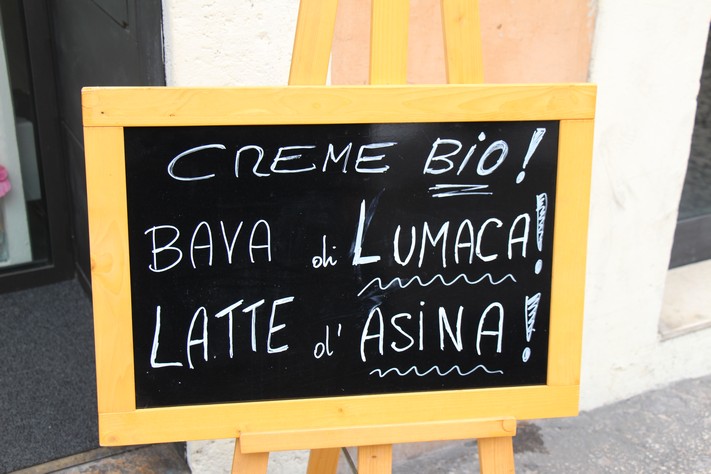 CREME BIO!
BAVA di LUMACA!
LATTE d' ASINA!